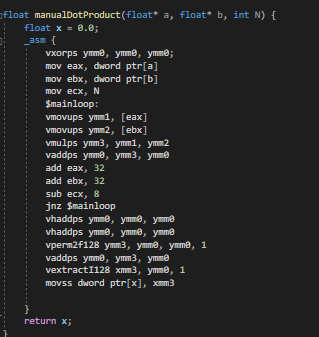 float manualDotProduct(float* a, float* b, int N) {
float x = 0.0;
_asm {
vxorps ymm0, ymm0, ymm0;
mov eax, dword ptr[a]
mov ebx, dword ptr[b]
mov ecx, N
$mainloop:
vmovups ymm1, [eax]
vmovups ymm2, [ebx]
vmulps ymm3, ymm1, ymm2
vaddps ymm0, ymm3, ymm0
add eax, 32
add ebx, 32
sub ecx, 8
jnz $mainloop
vhaddps ymm0, ymm0, ymm0
vhaddps ymm0, ymm0, ymm0
vperm2f128 ymm3, ymm0, ymm0, 1
vaddps ymm0, ymm3, ymm0
vextractI128 xmm3, ymm0, 1
movss dword ptr[x], xmm3
}
return x;
}